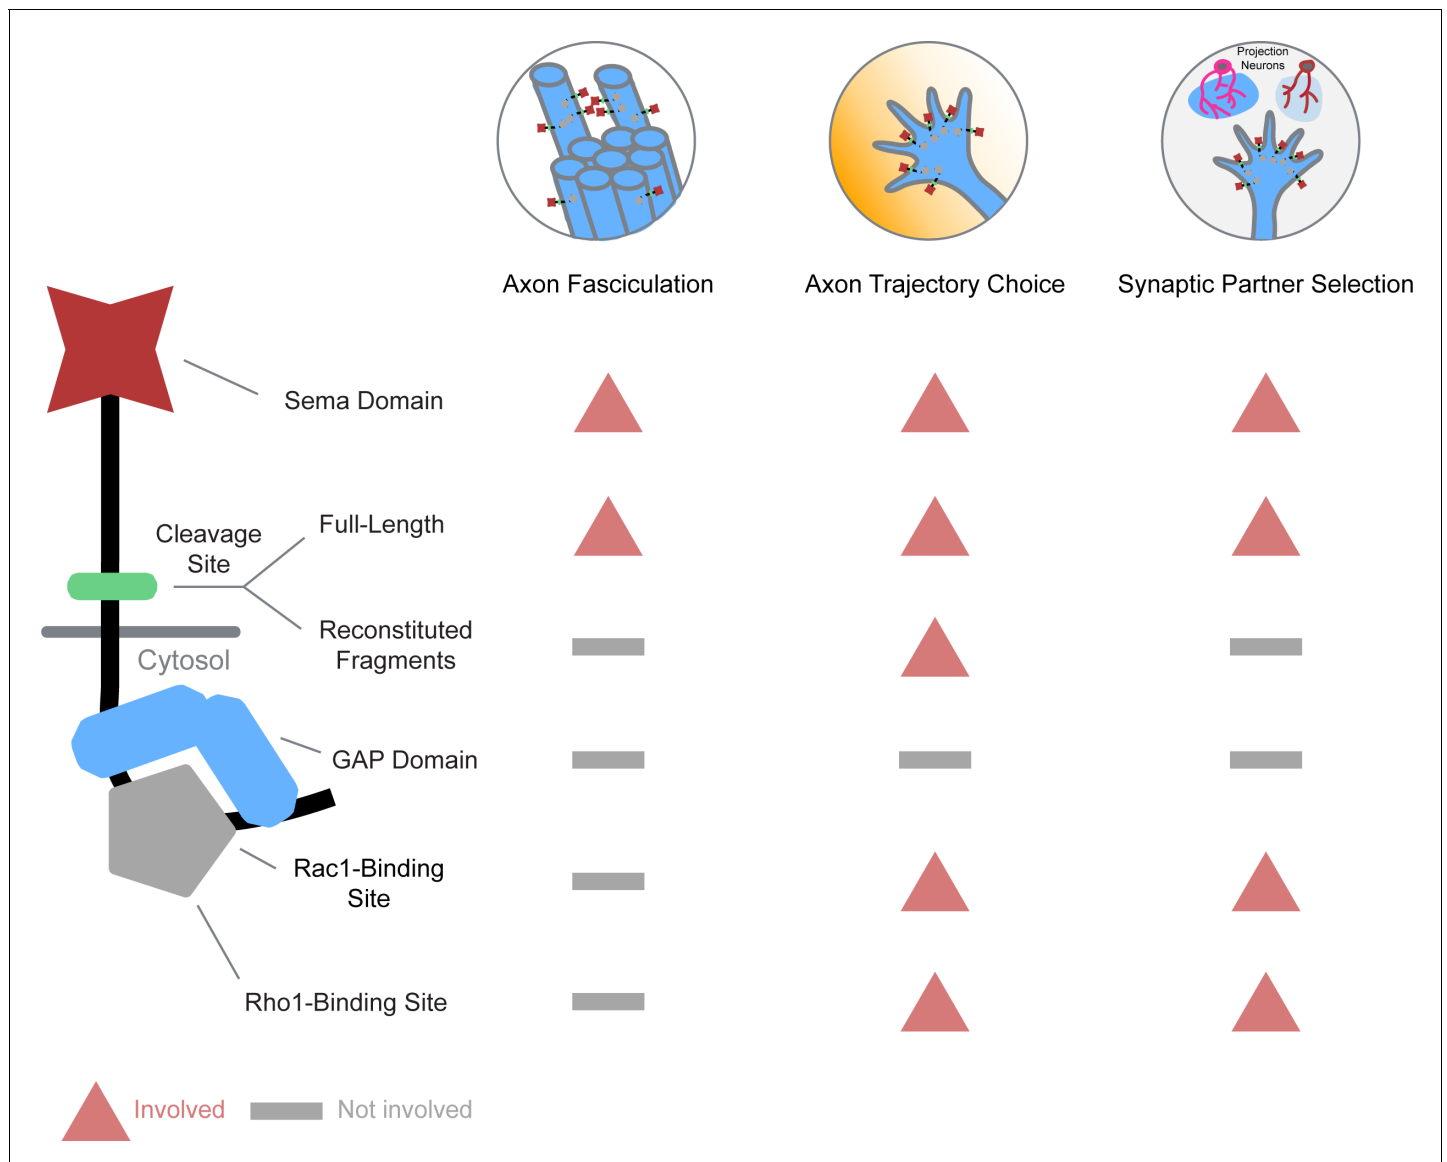 Projection
Neurons
Axon Fasciculation
Axon Trajectory Choice
Synaptic Partner Selection
Sema Domain
Cleavage
Site
Full-Length
Reconstituted
Fragments
Cytosol
GAP Domain
Rac1-Binding
Site
Rho1-Binding Site
Involved
Not involved